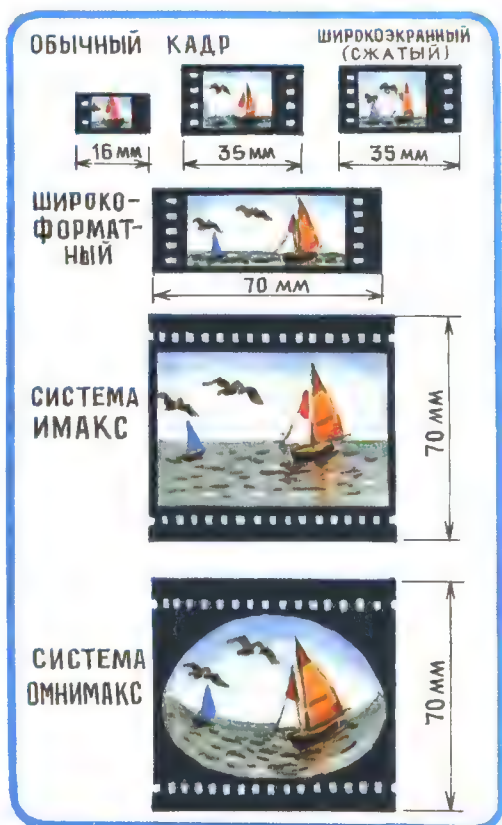 ОБЫЧНЫЙ КАДР
ШИРОКОЭКРАННЫЙ
(СЖАТЫЙ)
16 мм
35 мм
35 мм
ШИРОКО-
ФОРМАТ-
НЫЙ
70 мм
СИСТЕМА
ИМАКС
70 мм
СИСТЕМА
ОМНИМАКС
70 мм